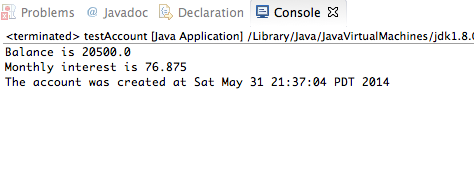 Problems @ Javadoc Declaration Console
<terminated> testAccount [Java Application] /Library/Java/JavaVirtualMachines/jdk1.8.0
Balance is 20500.0
Monthly interest is 76.875
The account was created at Sat May 31 21:37:04 PDT 2014